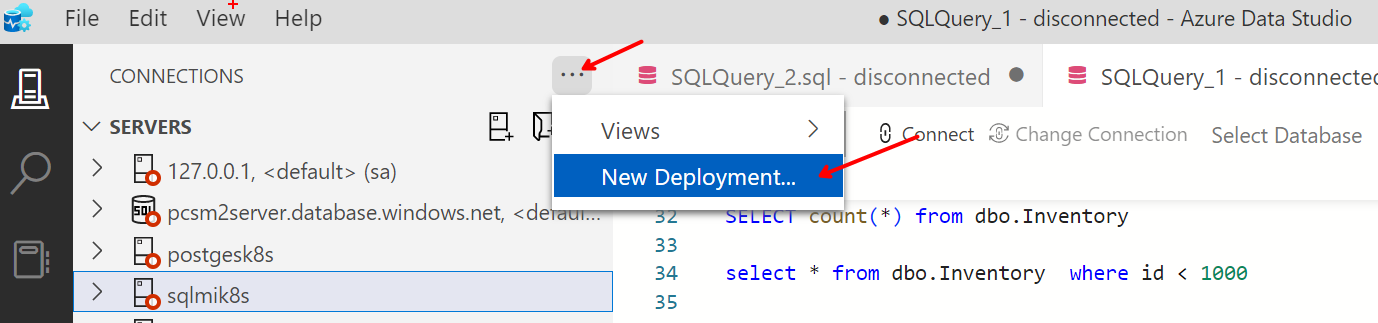 File Edit View Help ● SQLQuery_1 - disconnected - Azure Data Studio
CONNECTIONS ... SQLQuery_2.sql - disconnected ● SQLQuery_1 - disconnected
SERVERS
Views
Connect Change Connection Select Database
127.0.0.1, <default> (sa)
New Deployment...
pcsm2server.database.windows.net, <defau...
SQL
32 SELECT count(*) from dbo.Inventory
33
postgesk8s
34 select * from dbo.Inventory where id < 1000
sqlmik8s
35